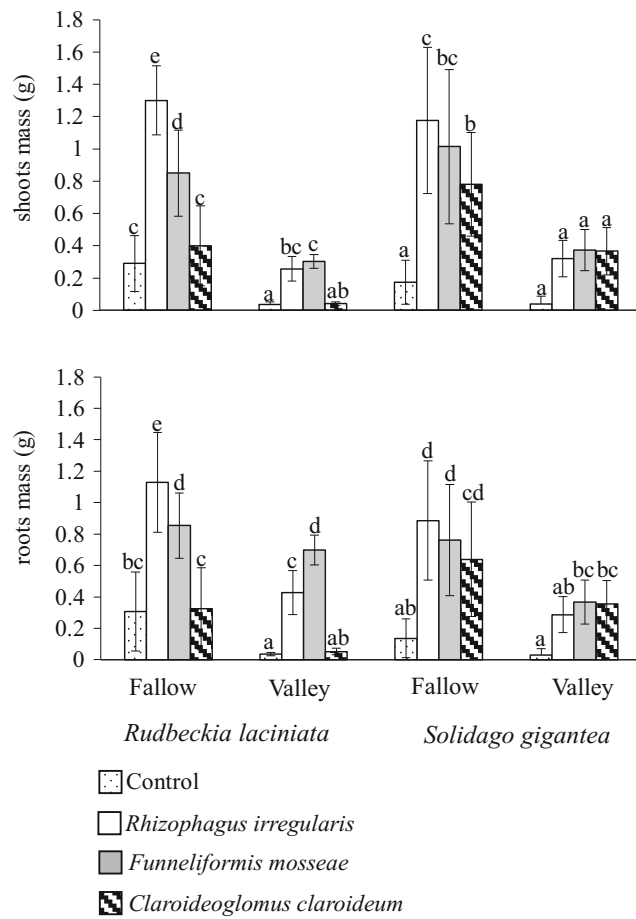 shoots mass (g)
1.8
1.6
1.4
1.2
1
0.8
0.6
0.4
0.2
0
c e d c
a bc c ab
a c bc b
a a a a
roots mass (g)
1.8
1.6
1.4
1.2
1
0.8
0.6
0.4
0.2
0
bc e d c
a c d ab
ab d d cd
a ab bc bc
Fallow Valley Fallow Valley
Rudbeckia laciniata Solidago gigantea
Control
Rhizophagus irregularis
Funneliformis mosseae
Claroideoglomus claroideum